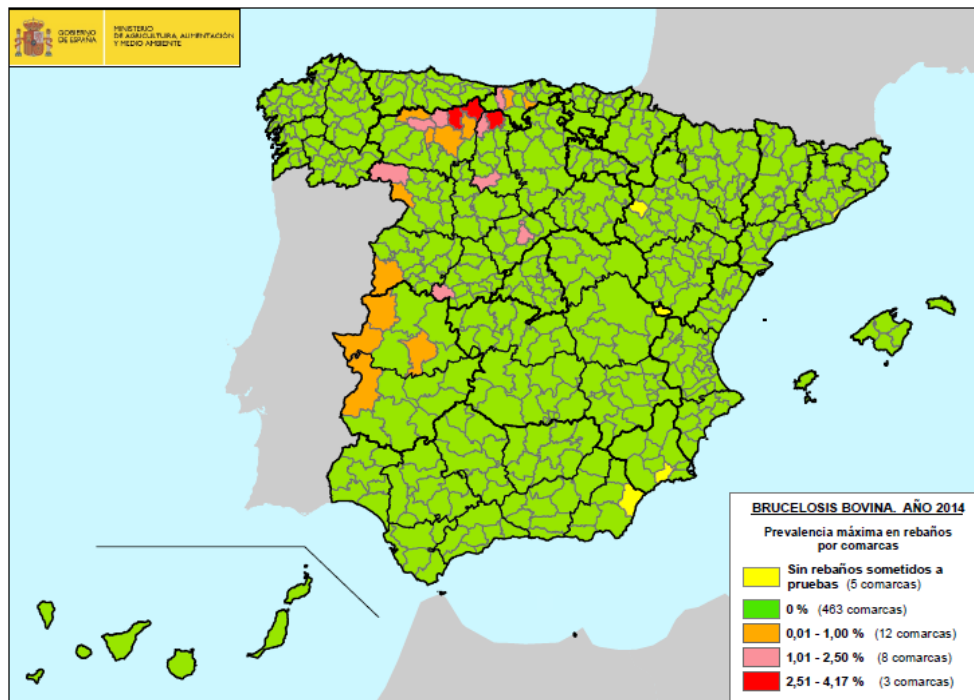 GOBIERNO
DE ESPAÑA
MINISTERIO
DE AGRICULTURA, ALIMENTACIÓN
Y MEDIO AMBIENTE
BRUCELOSIS BOVINA. AÑO 2014
Prevalencia máxima en rebaños
por comarcas
Sin rebaños sometidos a
pruebas (5 comarcas)
0 % (463 comarcas)
0,01 - 1,00 % (12 comarcas)
1,01 - 2,50 % (8 comarcas)
2,51 - 4,17 % (3 comarcas)